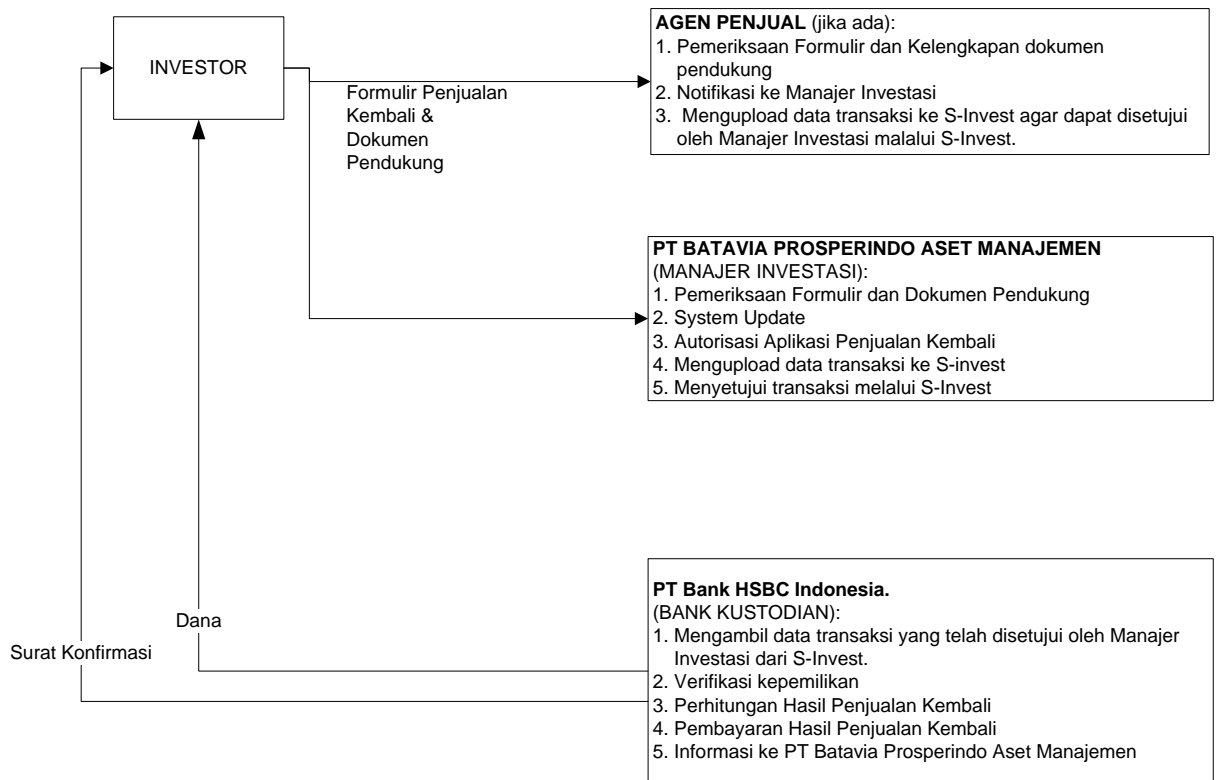 INVESTOR
Formulir Penjualan
Kembali &
Dokumen
Pendukung
AGEN PENJUAL (jika ada):
1. Pemeriksaan Formulir dan Kelengkapan dokumen
pendukung
2. Notifikasi ke Manajer Investasi
3. Mengupload data transaksi ke S-Invest agar dapat disetujui
oleh Manajer Investasi malalui S-Invest.
PT BATAVIA PROSPERINDO ASET MANAJEMEN
(MANAJER INVESTASI):
1. Pemeriksaan Formulir dan Dokumen Pendukung
2. System Update
3. Autorisasi Aplikasi Penjualan Kembali
4. Mengupload data transaksi ke S-invest
5. Menyetujui transaksi melalui S-Invest
Dana
Surat Konfirmasi
PT Bank HSBC Indonesia.
(BANK KUSTODIAN):
1. Mengambil data transaksi yang telah disetujui oleh Manajer
Investasi dari S-Invest.
2. Verifikasi kepemilikan
3. Perhitungan Hasil Penjualan Kembali
4. Pembayaran Hasil Penjualan Kembali
5. Informasi ke PT Batavia Prosperindo Aset Manajemen